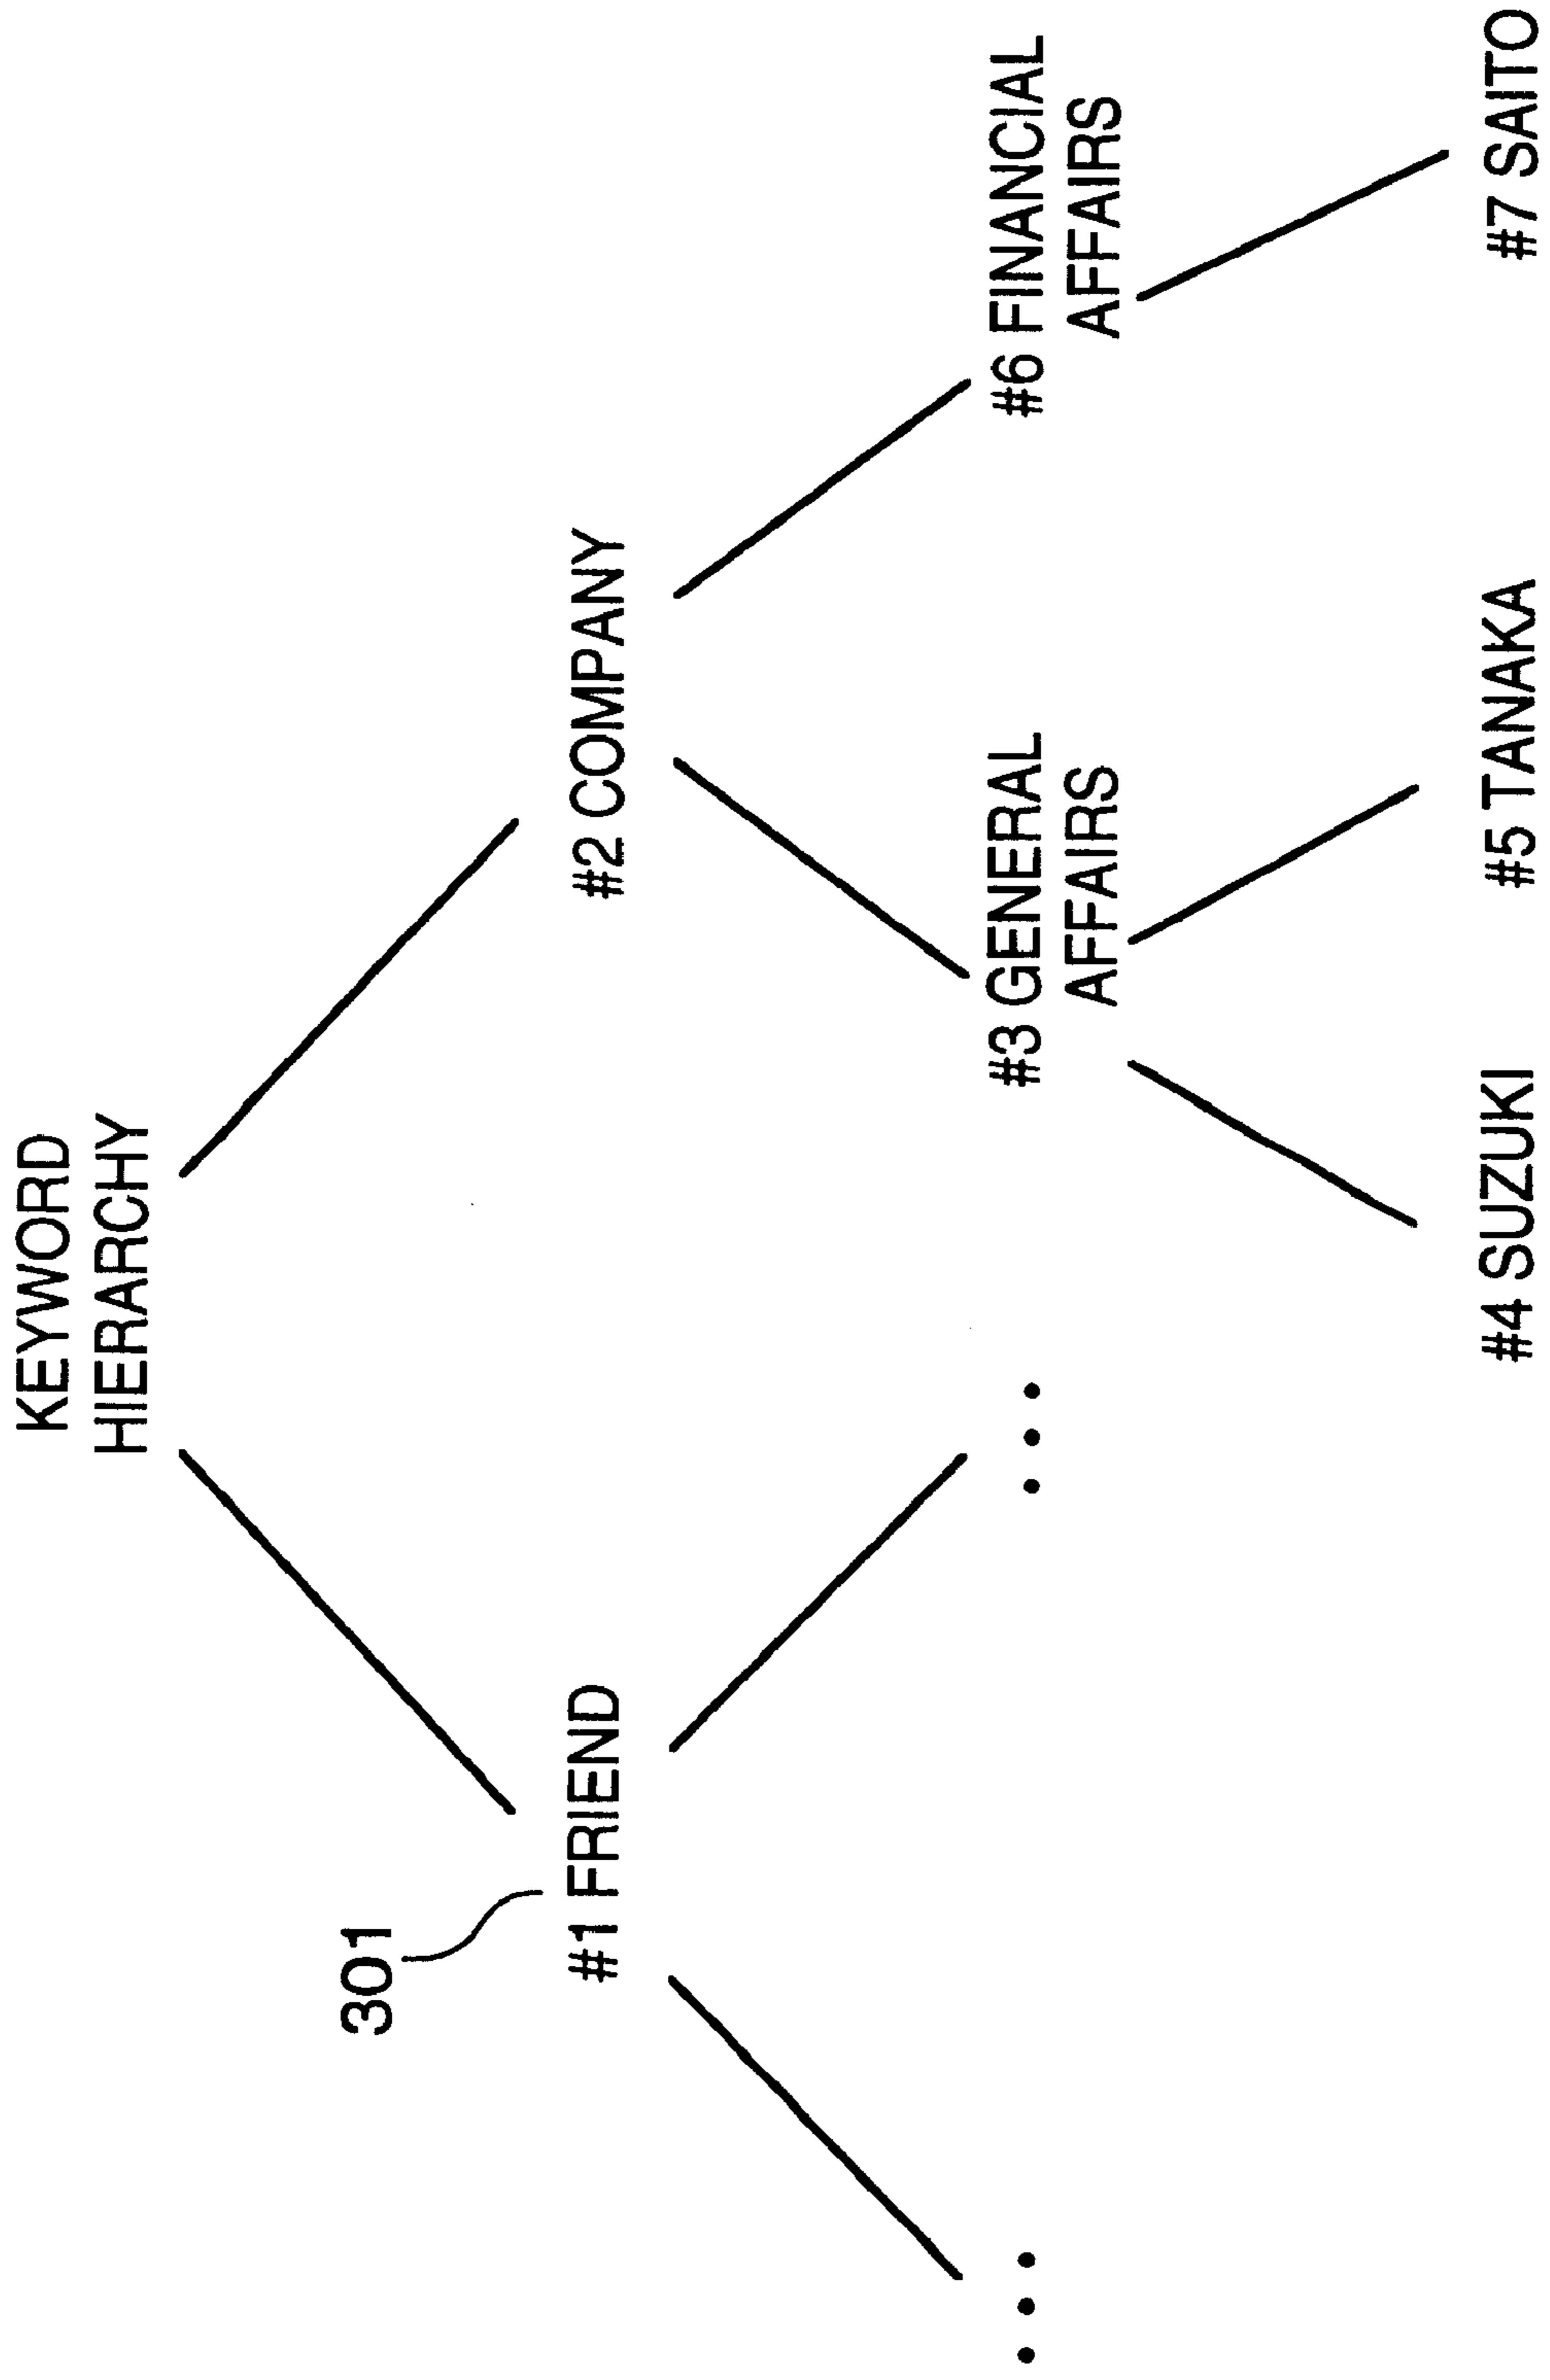 KEYWORD
HIERARCHY
301
#1 FRIEND
#2 COMPANY
• • •
• • •
#3 GENERAL
AFFAIRS
#6 FINANCIAL
AFFAIRS
#4 SUZUKI
#5 TANAKA
#7 SAITO